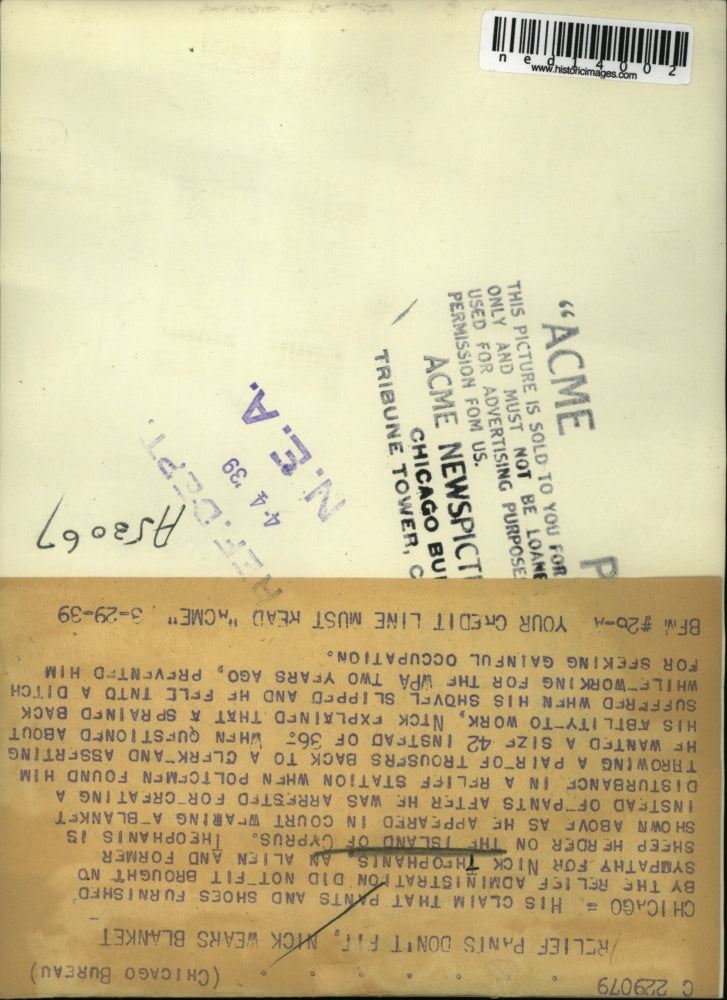 ned14002
www.historicimages.com
"ACME
THIS PICTURE IS SOLD TO YOU FOR
ONLY AND MUST NOT BE LOANE
USED FOR ADVERTISING PURPOSE
PERMISSION FOM US.
ACME NEWSPICT
CHICAGO BU
TRIBUNE TOWER, C
N.E.A.
4 4 '39
REF. DEPT.
A52067
C 229079 (CHICAGO BUREAU)
RELIEF PANTS DON'T FIT, NICK WEARS BLANKET
CHICAGO = HIS CLAIM THAT PANTS AND SHOES FURNISHED
BY THE RELIEF ADMINISTRATION DID NOT FIT BROUGHT NO
SYMPATHY FOR NICK THEOPHANIS, AN ALIEN AND FORMER
SHEEP HERDER ON THE ISLAND OF CYPRUS. THEOPHANIS IS
SHOWN ABOVE AS HE APPEARED IN COURT WEARING A BLANKET
INSTEAD OF PANTS AFTER HE WAS ARRESTED FOR CREATING A
DISTURBANCE IN A RELIEF STATION WHEN POLICEMEN FOUND HIM
THROWING A PAIR OF TROUSERS BACK TO A CLERK AND ASSERTING
HE WANTED A SIZE 42 INSTEAD OF 36. WHEN QUESTIONED ABOUT
HIS ABILITY TO WORK, NICK EXPLAINED THAT A SPRAINED BACK
SUFFERED WHEN HIS SHOVEL SLIPPED AND HE FELL INTO A DITCH
WHILE WORKING FOR THE WPA TWO YEARS AGO, PREVENTED HIM
FOR SEEKING GAINFUL OCCUPATION.
BFM #20-A YOUR CREDIT LINE MUST READ "ACME" 3-29-39